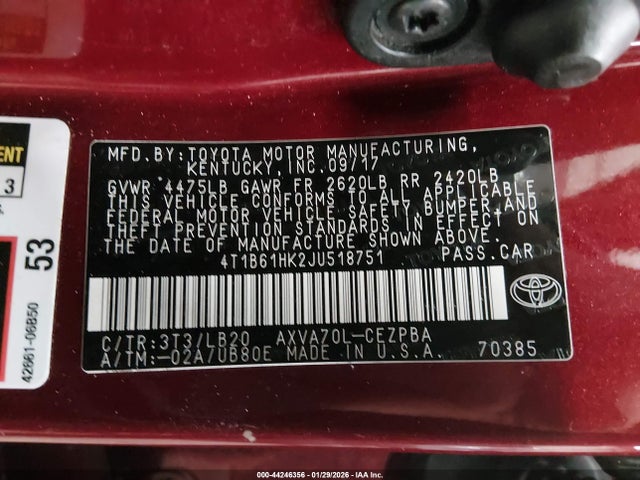 MFD.BY:TOYOTA MOTOR MANUFACTURING,
KENTUCKY, INC.09/17
GVWR 4475LB GAWR FR 2620LB RR 2420LB
THIS VEHICLE CONFORMS TO ALL APPLICABLE
FEDERAL MOTOR VEHICLE SAFETY, BUMPER, AND
THEFT PREVENTION STANDARDS IN EFFECT ON
THE DATE OF MANUFACTURE SHOWN ABOVE.
4T1B61HK2JU518751 PASS.CAR
C/TR:3T3/LB20 AXVA70L-CEZPBA
A/TM:-02A/UB80E MADE IN U.S.A. 70385
ENT
3
S.
53
42861-06B50
000-44246356 | 01/29/2026 | IAA Inc.